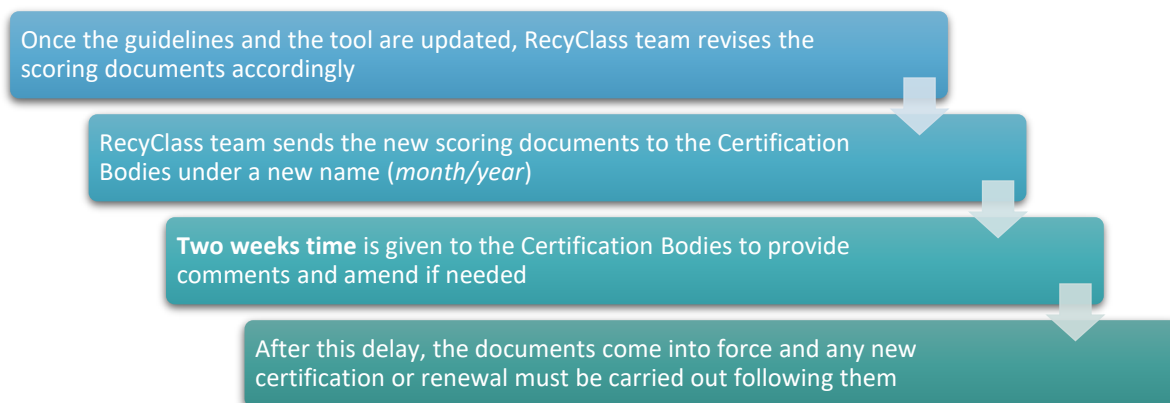 Once the guidelines and the tool are updated, RecyClass team revises the
scoring documents accordingly
RecyClass team sends the new scoring documents to the Certification
Bodies under a new name (month/year)
Two weeks time is given to the Certification Bodies to provide
comments and amend if needed
After this delay, the documents come into force and any new
certification or renewal must be carried out following them